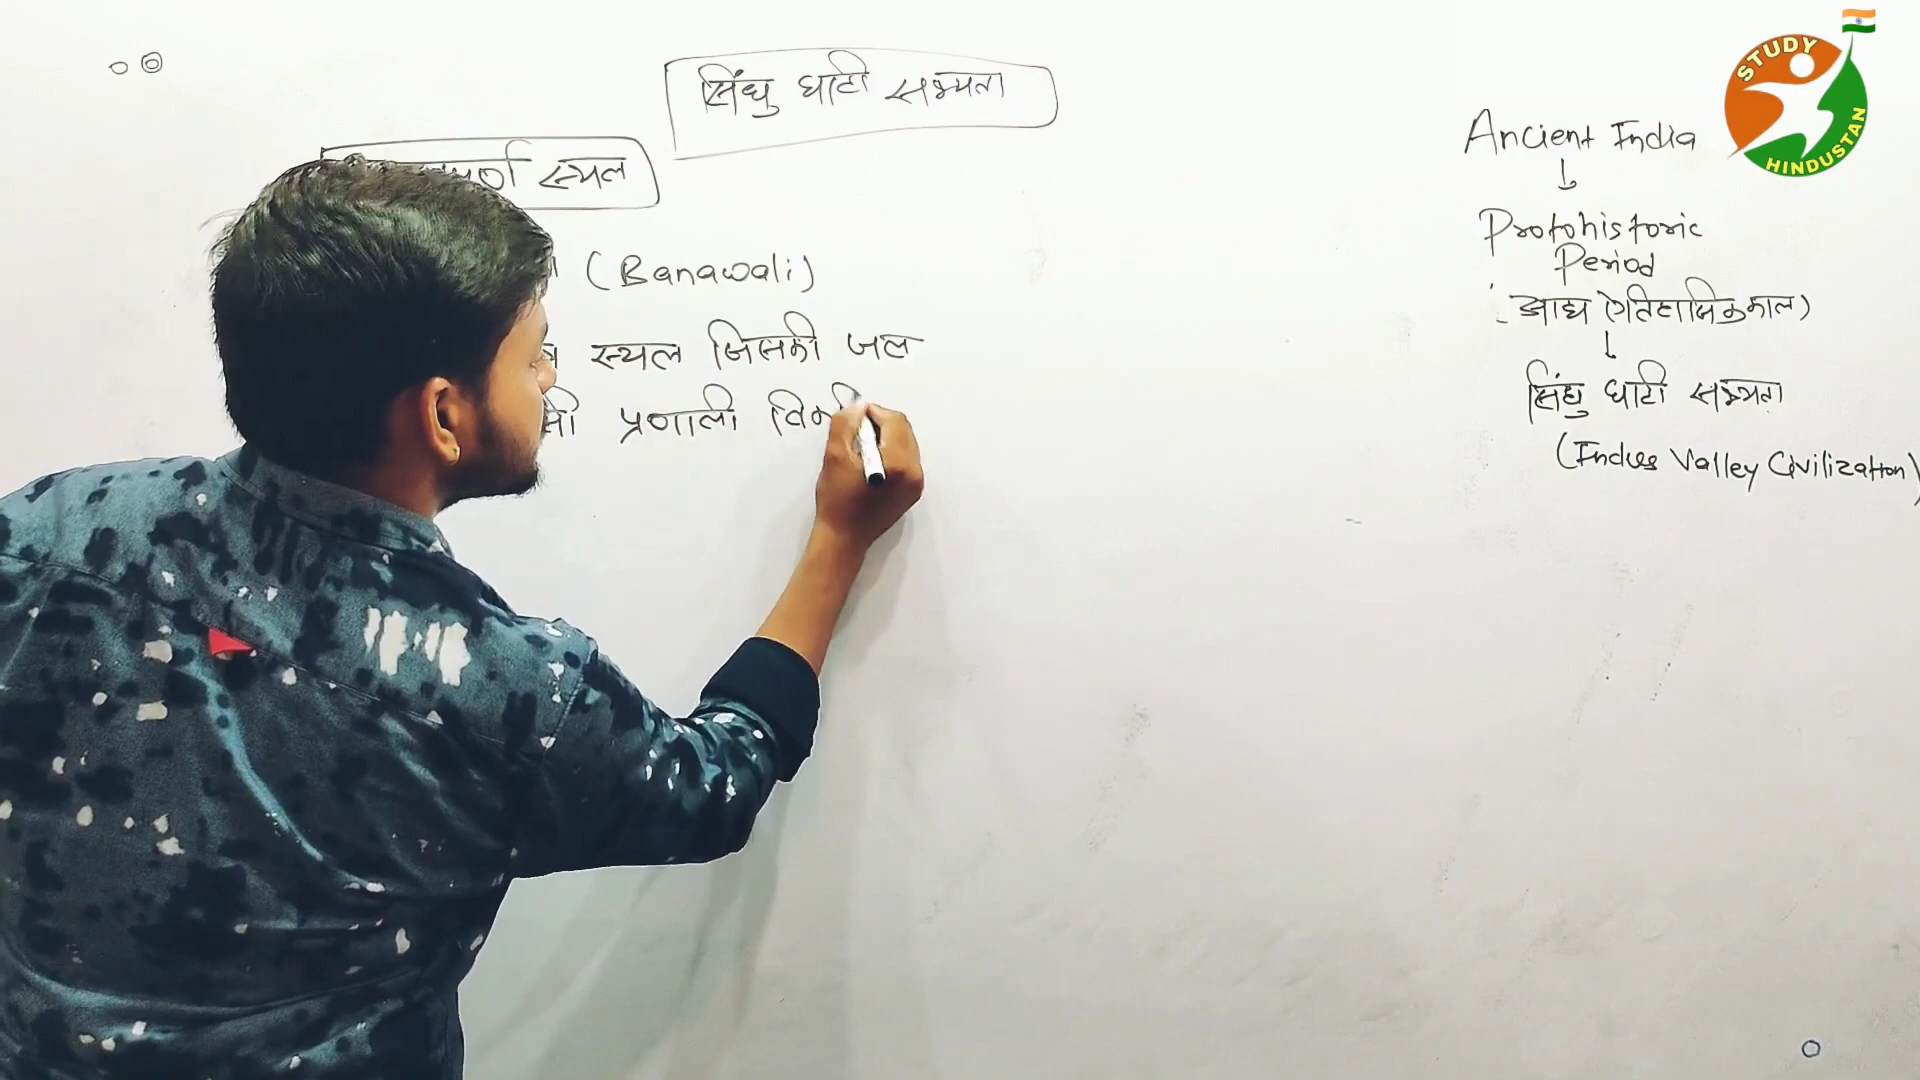 सिंधु घाटी सभ्यता
स्थल
(Banawali)
स्थल जिसकी जल
प्रणाली
Ancient India
Protohistoric
Period
आद्य ऐतिहासिक काल)
सिंधु घाटी सभ्यता
(Indus Valley Civilization)
STUDY
HINDUSTAN